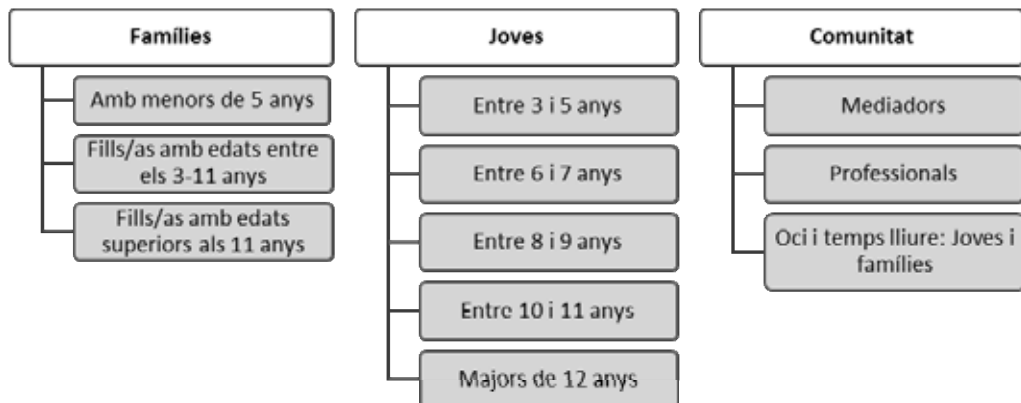 Famílies
Amb menors de 5 anys
Fills/as amb edats entre
els 3-11 anys
Fills/as amb edats
superiors als 11 anys
Joves
Entre 3 i 5 anys
Entre 6 i 7 anys
Entre 8 i 9 anys
Entre 10 i 11 anys
Majors de 12 anys
Comunitat
Mediadors
Professionals
Oci i temps lliure: Joves i
famílies